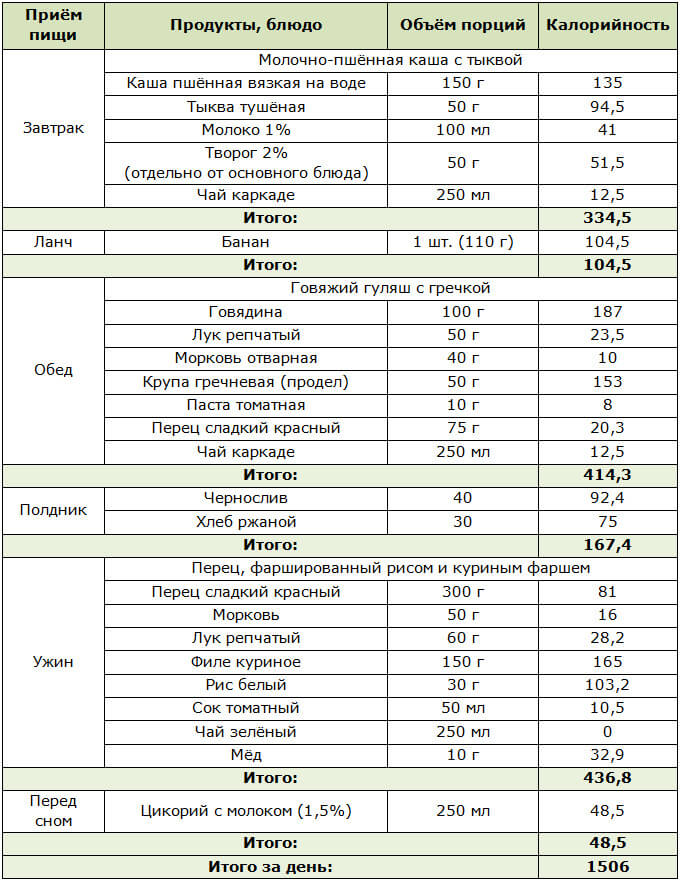 Приём пищи Продукты, блюдо Объём порций Калорийность
Завтрак
Молочно-пшённая каша с тыквой
Каша пшённая вязкая на воде 150 г 135
Тыква тушёная 50 г 94,5
Молоко 1% 100 мл 41
Творог 2%
(отдельно от основного блюда) 50 г 51,5
Чай каркаде 250 мл 12,5
Итого: 334,5
Ланч Банан 1 шт. (110 г) 104,5
Итого: 104,5
Обед
Говяжий гуляш с гречкой
Говядина 100 г 187
Лук репчатый 50 г 23,5
Морковь отварная 40 г 10
Крупа гречневая (продел) 50 г 153
Паста томатная 10 г 8
Перец сладкий красный 75 г 20,3
Чай каркаде 250 мл 12,5
Итого: 414,3
Полдник
Чернослив 40 92,4
Хлеб ржаной 30 75
Итого: 167,4
Ужин
Перец, фаршированный рисом и куриным фаршем
Перец сладкий красный 300 г 81
Морковь 50 г 16
Лук репчатый 60 г 28,2
Филе куриное 150 г 165
Рис белый 30 г 103,2
Сок томатный 50 мл 10,5
Чай зелёный 250 мл 0
Мёд 10 г 32,9
Итого: 436,8
Перед сном Цикорий с молоком (1,5%) 250 мл 48,5
Итого: 48,5
Итого за день: 1506